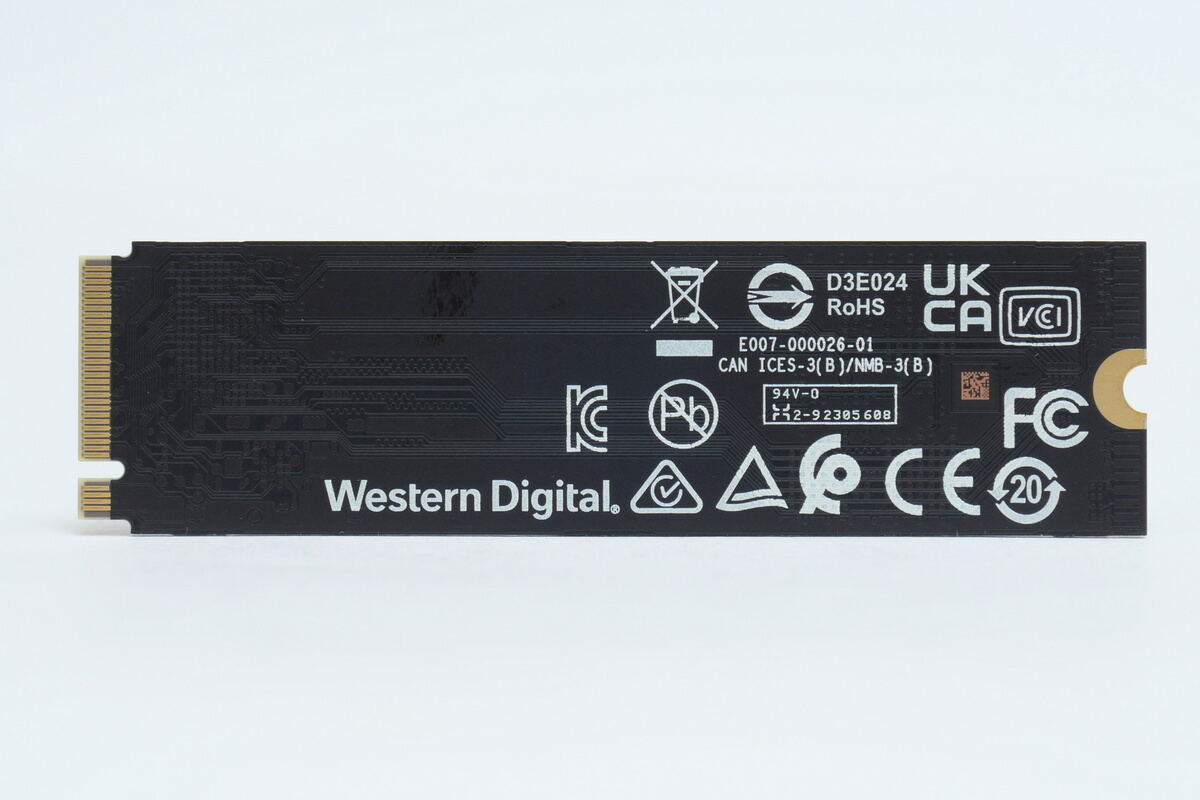 D3E024
RoHS
UK
CA
VCI
E007-000026-01
CAN ICES-3(B)/NMB-3(B)
94V-0
2-92305608
Pb
FC
CE
20
Western Digital®